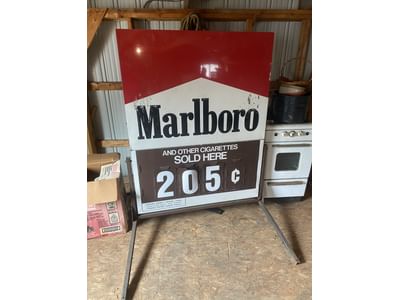 Marlboro
AND OTHER CIGARETTES
SOLD HERE
205¢